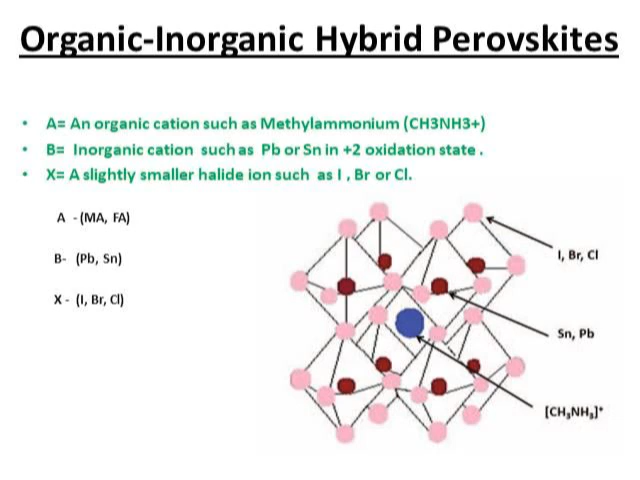 Organic-Inorganic Hybrid Perovskites
• A= An organic cation such as Methylammonium (CH3NH3+)
• B= Inorganic cation such as Pb or Sn in +2 oxidation state .
• X= A slightly smaller halide ion such as I , Br or Cl.
A - (MA, FA)
B- (Pb, Sn)
X - (I, Br, Cl)
I, Br, Cl
Sn, Pb
[CH₃NH₃]⁺